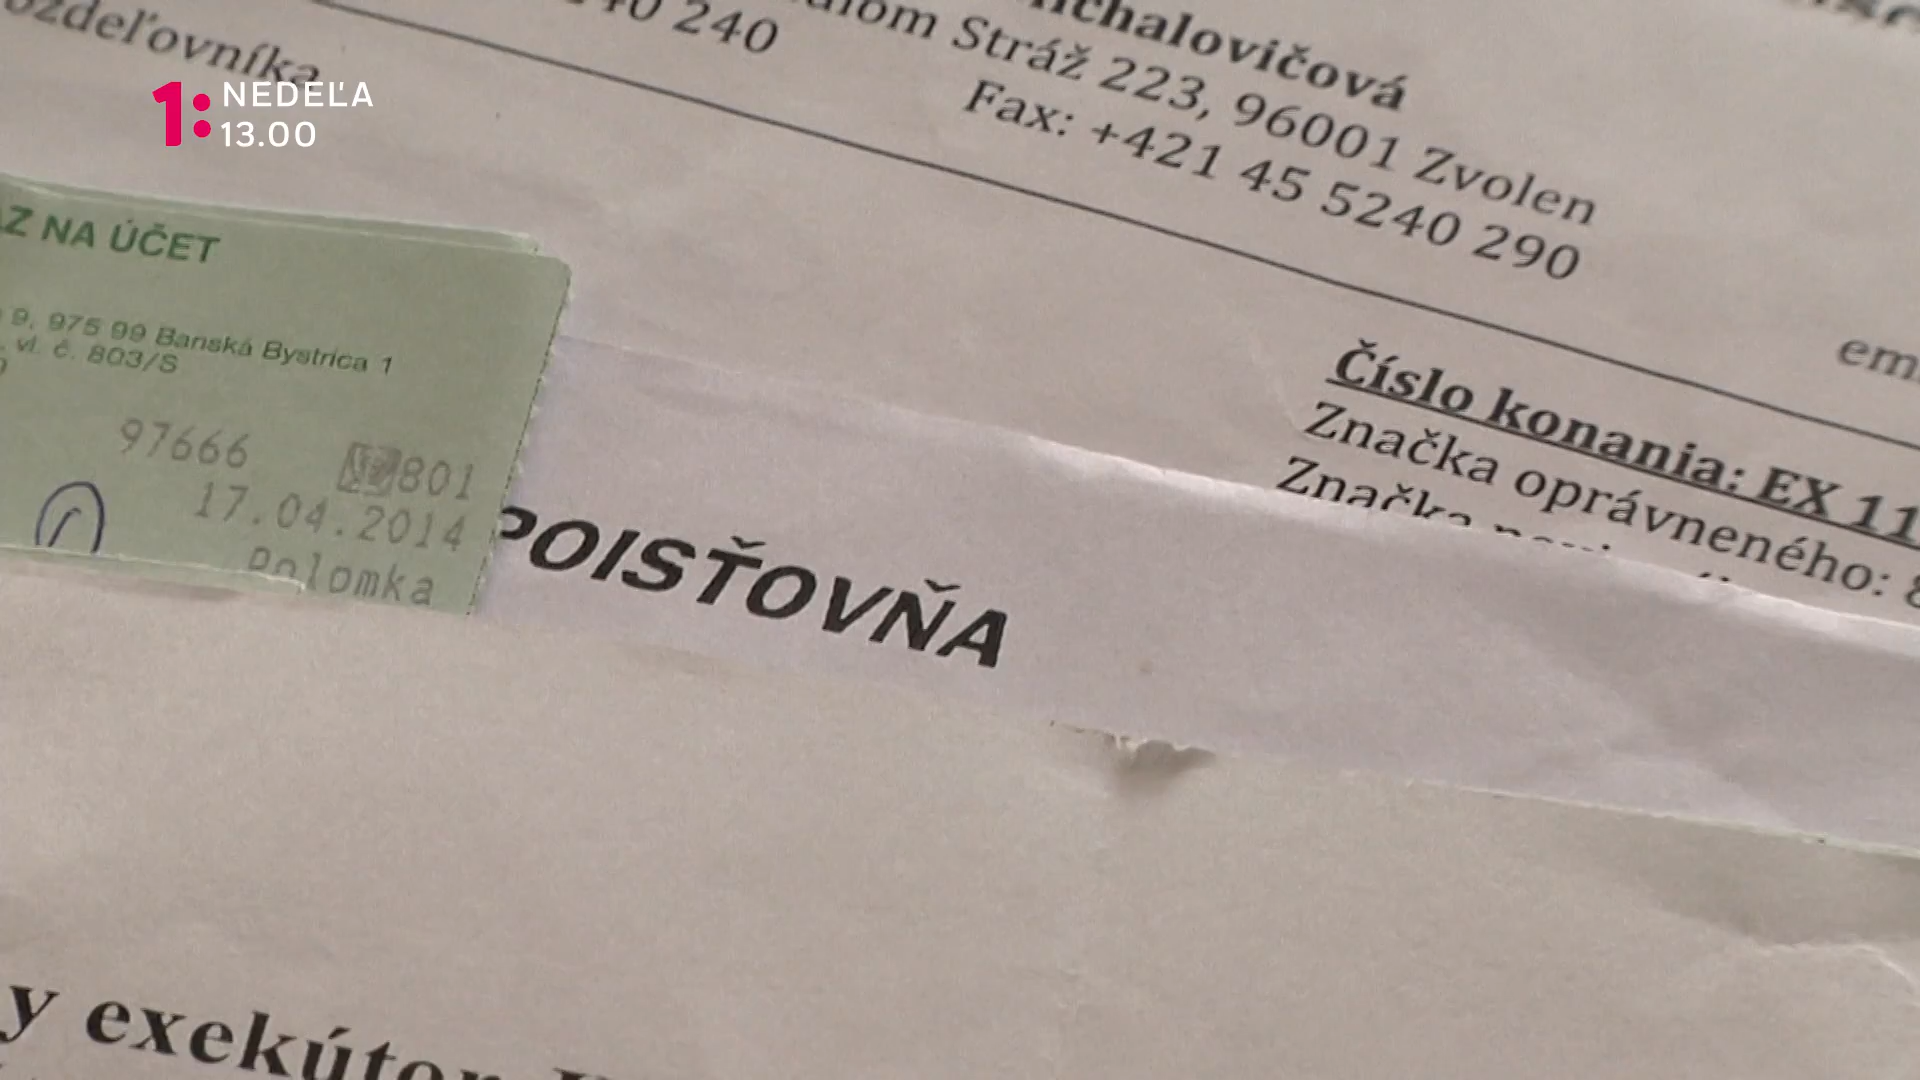 1: NEDEĽA
13.00
240
Stráž 223, 96001 Zvolen
Fax: +421 45 5240 290
NA ÚČET
9, 975 99 Banská Bystrica 1
vl. č. 803/S
97666 801
17.04.2014
Polomka
POISŤOVŇA
Číslo konania: EX 11
Značka oprávneného: 8
Značka
y exekútor